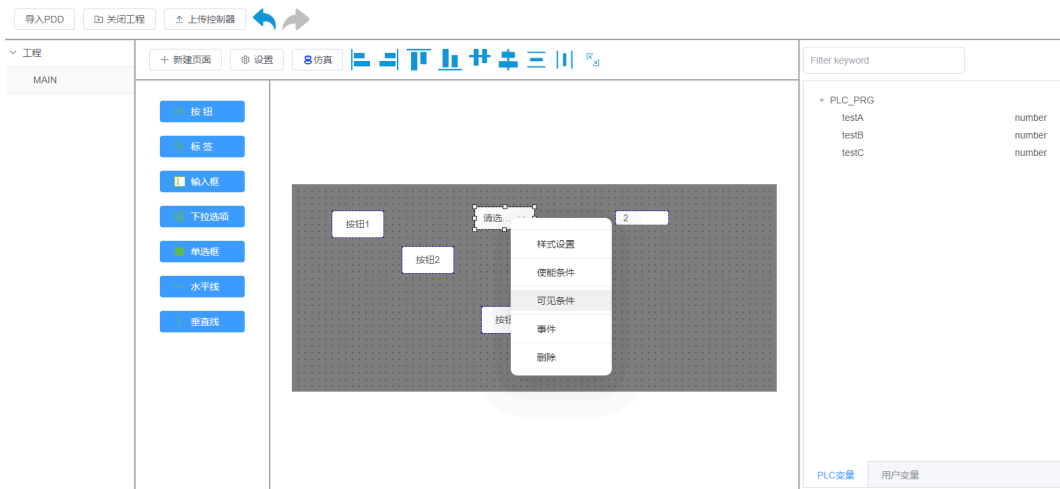 导入PDD 关闭工程 上传控制器
工程
MAIN
新建页面 设置 仿真
按钮
标签
输入框
下拉选项
单选框
水平线
垂直线
按钮1
请选...
2
按钮2
按钮
样式设置
使能条件
可见条件
事件
删除
Filter keyword
PLC_PRG
testA number
testB number
testC number
PLC变量 用户变量